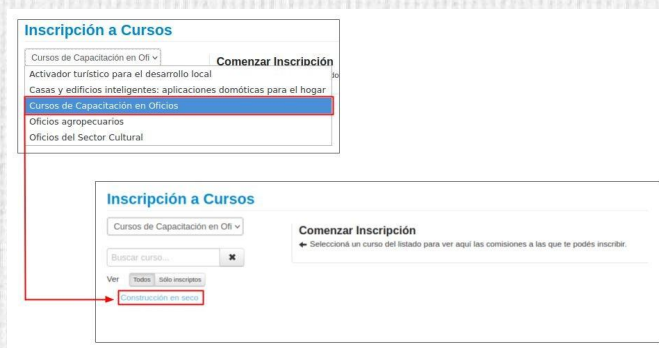 Inscripción a Cursos
Cursos de Capacitación en Ofi
Comenzar Inscripción
Activador turístico para el desarrollo local
Casas y edificios inteligentes: aplicaciones domóticas para el hogar
Cursos de Capacitación en Oficios
Oficios agropecuarios
Oficios del Sector Cultural
Inscripción a Cursos
Cursos de Capacitación en Ofi
Comenzar Inscripción
Seleccioná un curso del listado para ver aquí las comisiones a las que te podés inscribir.
Buscar curso...
Ver Todos Sólo inscriptos
Construcción en seco